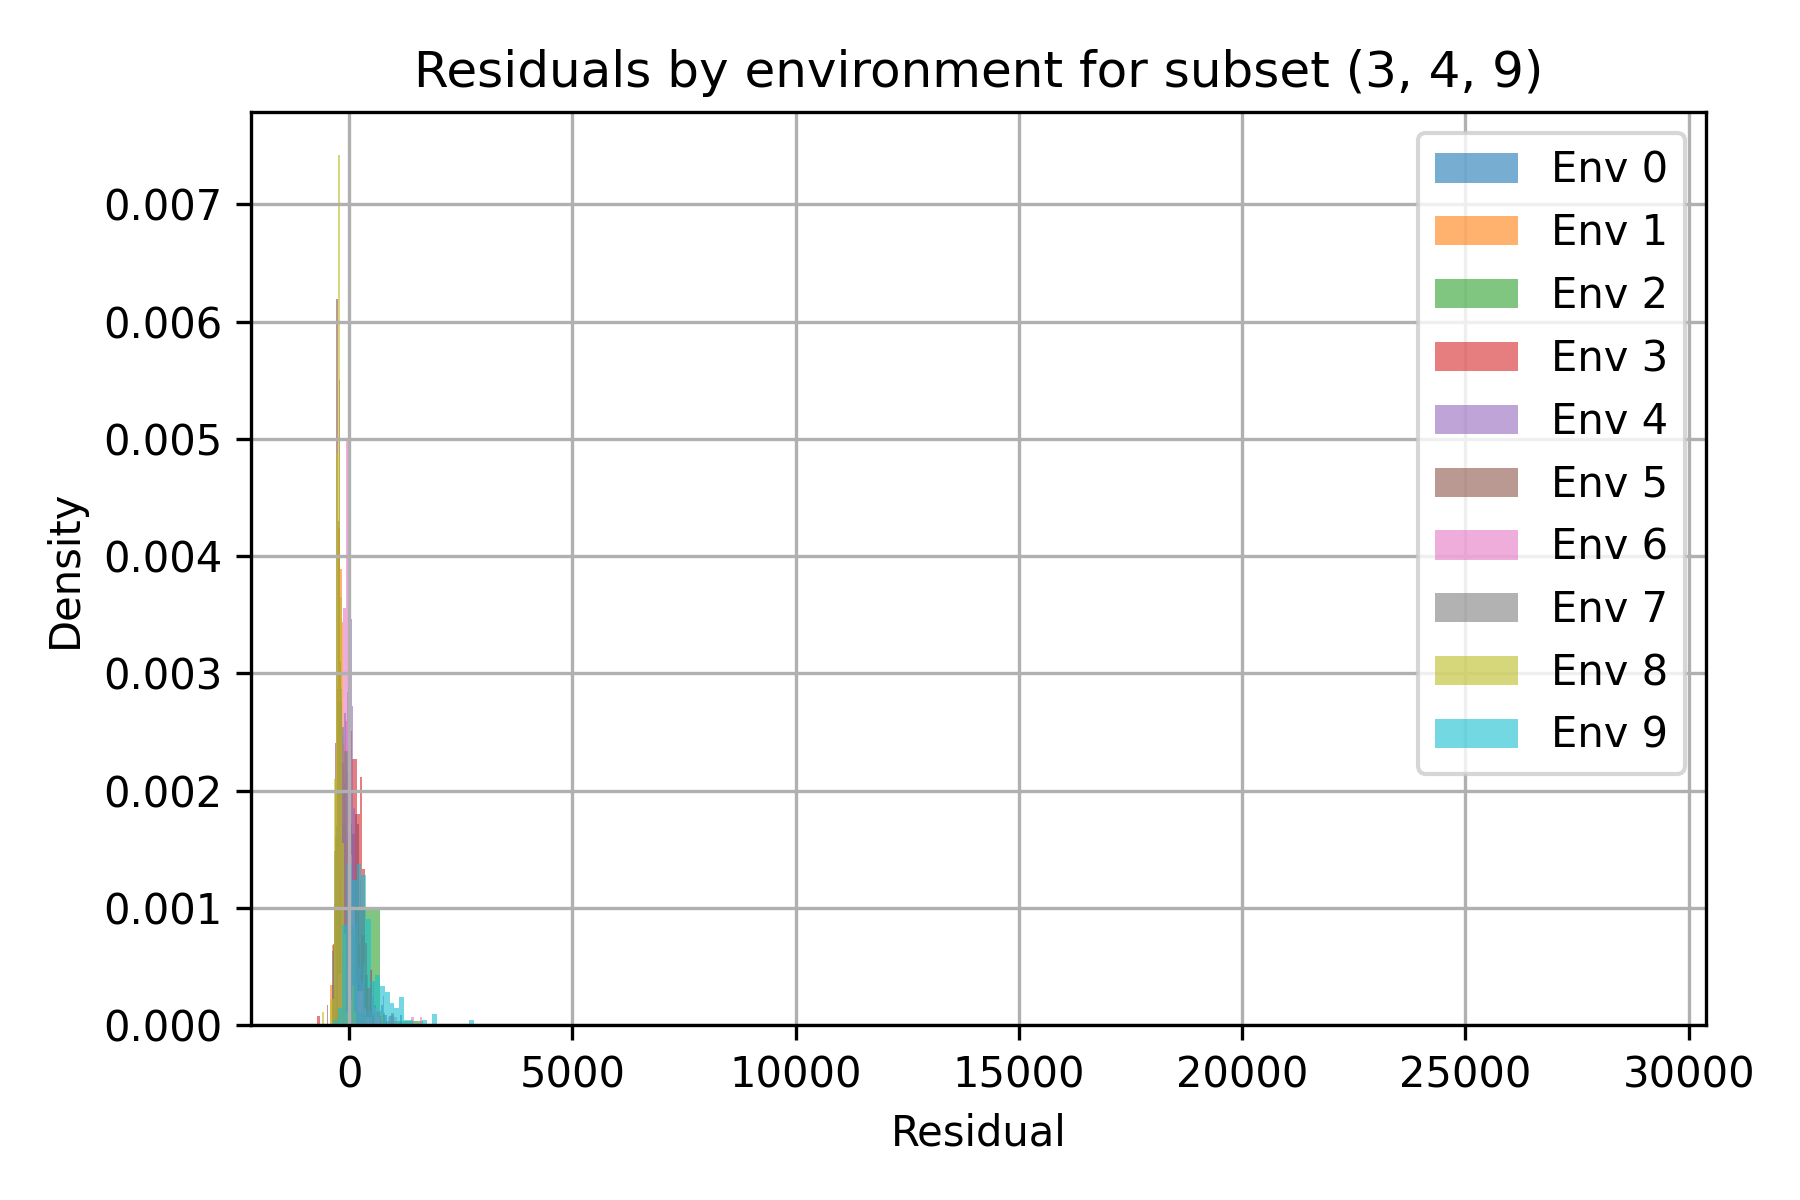 Residuals by environment for subset (3, 4, 9)
Density
0.007
0.006
0.005
0.004
0.003
0.002
0.001
0.000
0
5000
10000
15000
20000
25000
30000
Residual
Env 0
Env 1
Env 2
Env 3
Env 4
Env 5
Env 6
Env 7
Env 8
Env 9